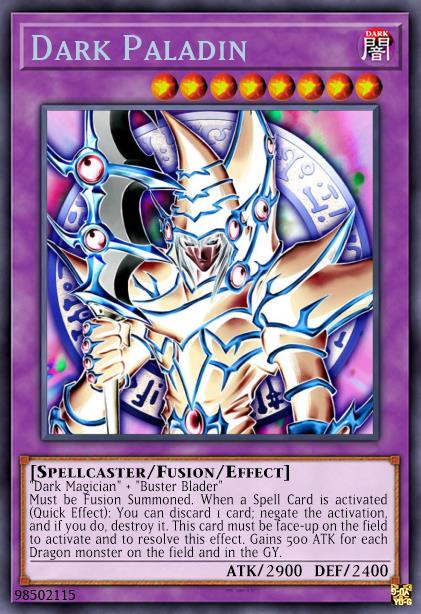 DARK PALADIN
DARK
闇
[SPELLCASTER/FUSION/EFFECT]
"Dark Magician" + "Buster Blader"
Must be Fusion Summoned. When a Spell Card is activated
(Quick Effect): You can discard 1 card; negate the activation,
and if you do, destroy it. This card must be face-up on the field
to activate and to resolve this effect. Gains 500 ATK for each
Dragon monster on the field and in the GY.
ATK/2900 DEF/2400
98502115